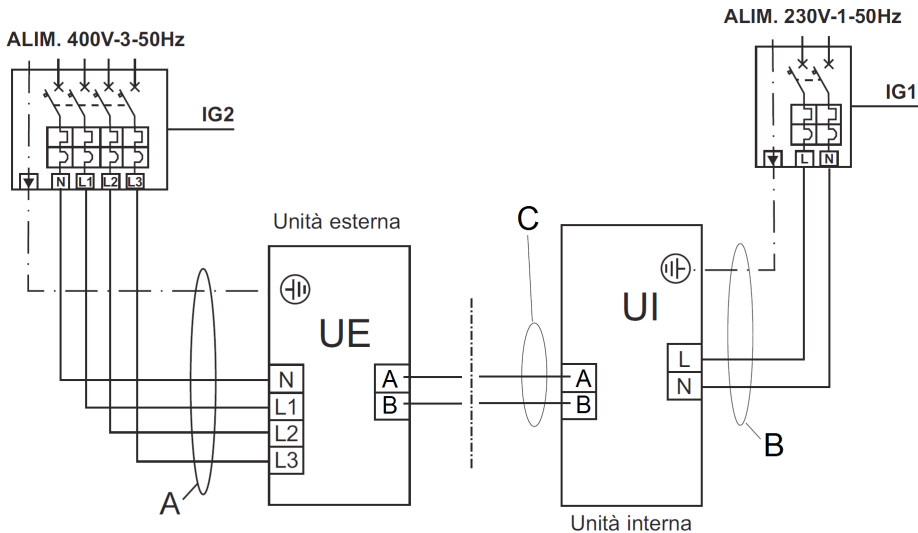 ALIM. 400V-3-50Hz
ALIM. 230V-1-50Hz
IG2
IG1
N L1 L2 L3
L N
Unità esterna
C
UE
UI
N
L1
L2
L3
A
B
A
B
L
N
A
B
Unità interna